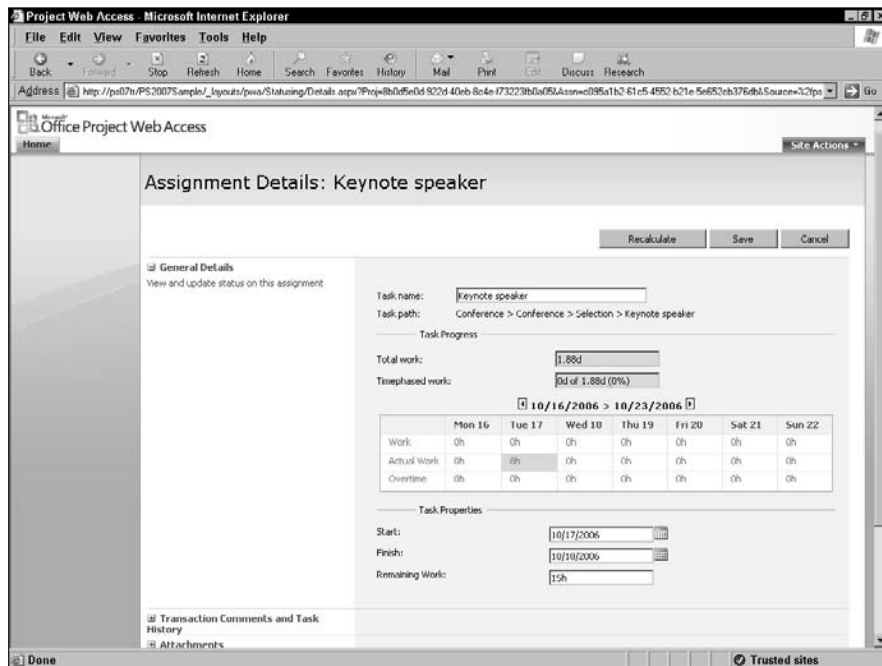 Project Web Access - Microsoft Internet Explorer
File Edit View Favorites Tools Help
Back Forward Stop Refresh Home Search Favorites History Mail Print Edit Discuss Research
Address Go
Microsoft
Office Project Web Access
Home Site Actions
Assignment Details: Keynote speaker
Recalculate Save Cancel
General Details
View and update status on this assignment
Task name: Keynote speaker
Task path: Conference > Conference > Selection > Keynote speaker
Task Progress
Total work: 1.88d
Timephased work: 0d of 1.88d (0%)
10/16/2006 > 10/23/2006
Mon 16 Tue 17 Wed 18 Thu 19 Fri 20 Sat 21 Sun 22
Work 0h 0h 0h 0h 0h 0h 0h
Actual Work 0h 8h 0h 0h 0h 0h 0h
Overtime 0h 0h 0h 0h 0h 0h 0h
Task Properties
Start: 10/17/2006
Finish: 10/18/2006
Remaining Work: 15h
Transaction Comments and Task
History
Attachments
Done Trusted sites